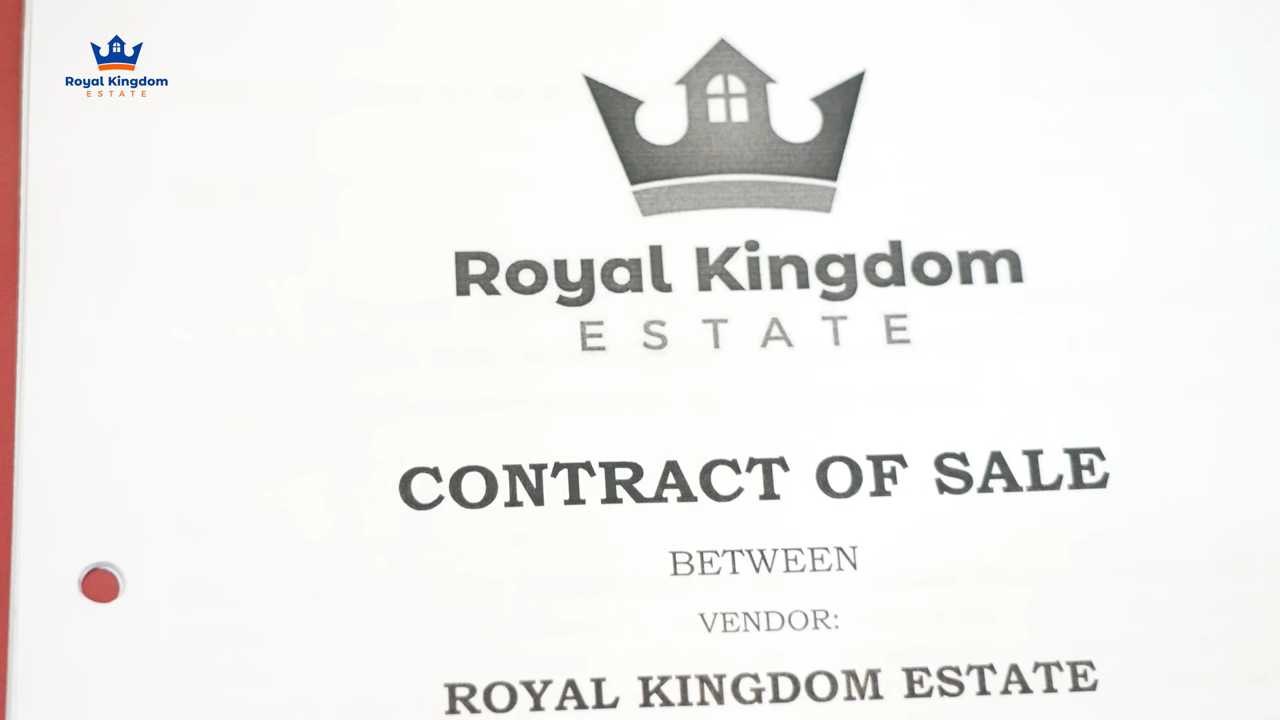 Royal Kingdom
ESTATE
Royal Kingdom
ESTATE
CONTRACT OF SALE
BETWEEN
VENDOR:
ROYAL KINGDOM ESTATE